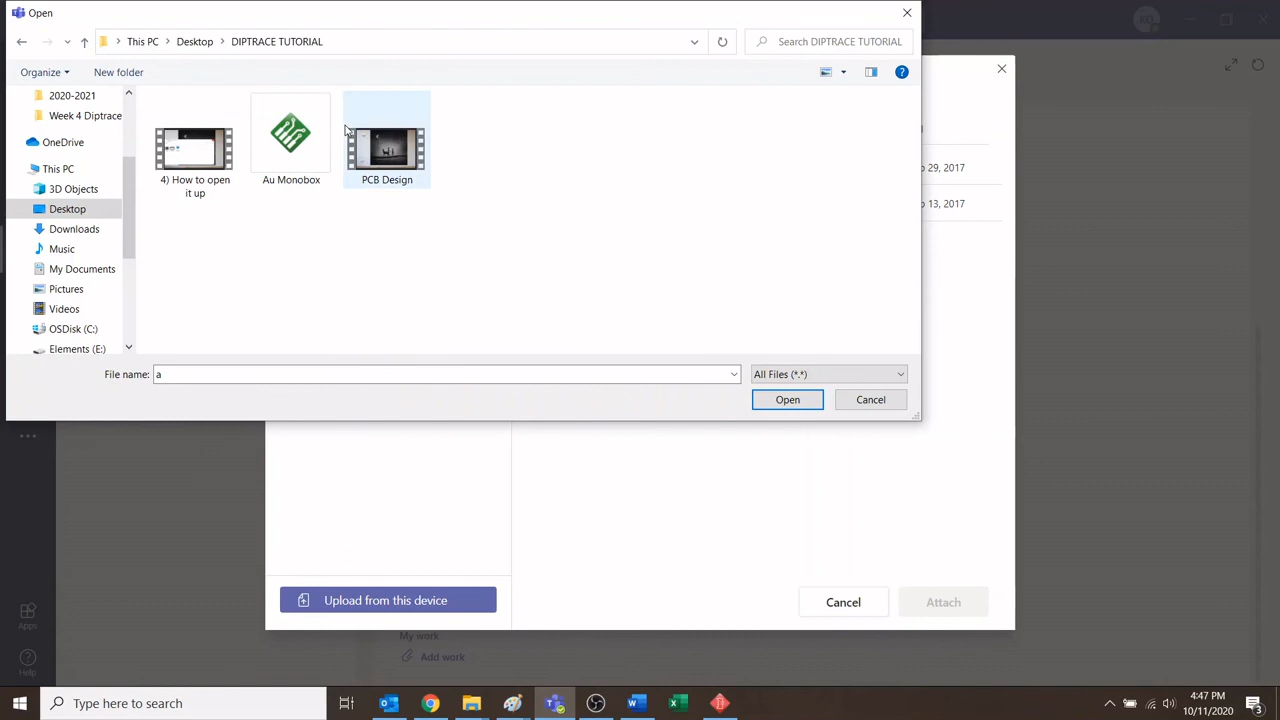 Open
This PC
Desktop
DIPTRACE TUTORIAL
Search DIPTRACE TUTORIAL
Organize
New folder
2020-2021
Week 4 Diptrace
OneDrive
This PC
3D Objects
Desktop
Downloads
Music
My Documents
Pictures
Videos
OSDisk (C:)
Elements (E:)
4) How to open
it up
Au Monobox
PCB Design
29, 2017
13, 2017
File name:
a
All Files (*.*)
Open
Cancel
Upload from this device
Cancel
Attach
My work
Add work
Apps
Help
Type here to search
4:47 PM
10/11/2020
3